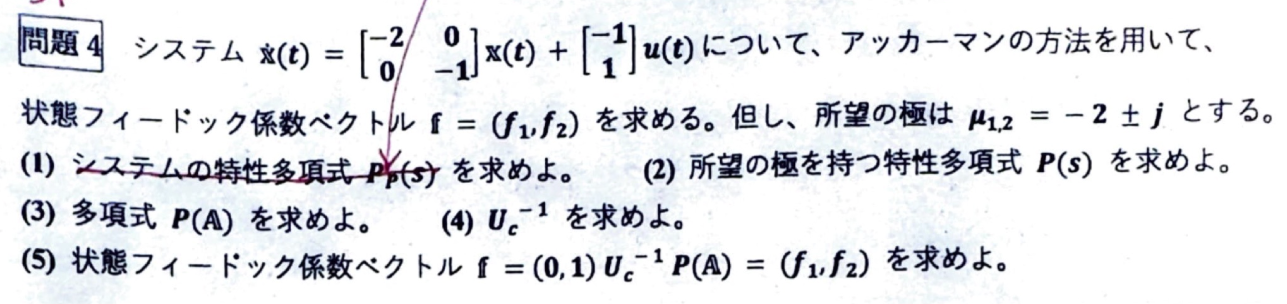 問題4 システム ẋ(t) = [−2 0 0 −1]x(t) + [−1 1]u(t)について、アッカーマンの方法を用いて、
状態フィードック係数ベクトル f = (f₁,f₂) を求める。但し、所望の極は μ₁,₂ = − 2 ± j とする。
(1) システムの特性多項式 Pₚ(s) を求めよ。 (2) 所望の極を持つ特性多項式 P(s) を求めよ。
(3) 多項式 P(𝔸) を求めよ。 (4) U꜀⁻¹ を求めよ。
(5) 状態フィードック係数ベクトル f = (0, 1) U꜀⁻¹ P(𝔸) = (f₁,f₂) を求めよ。